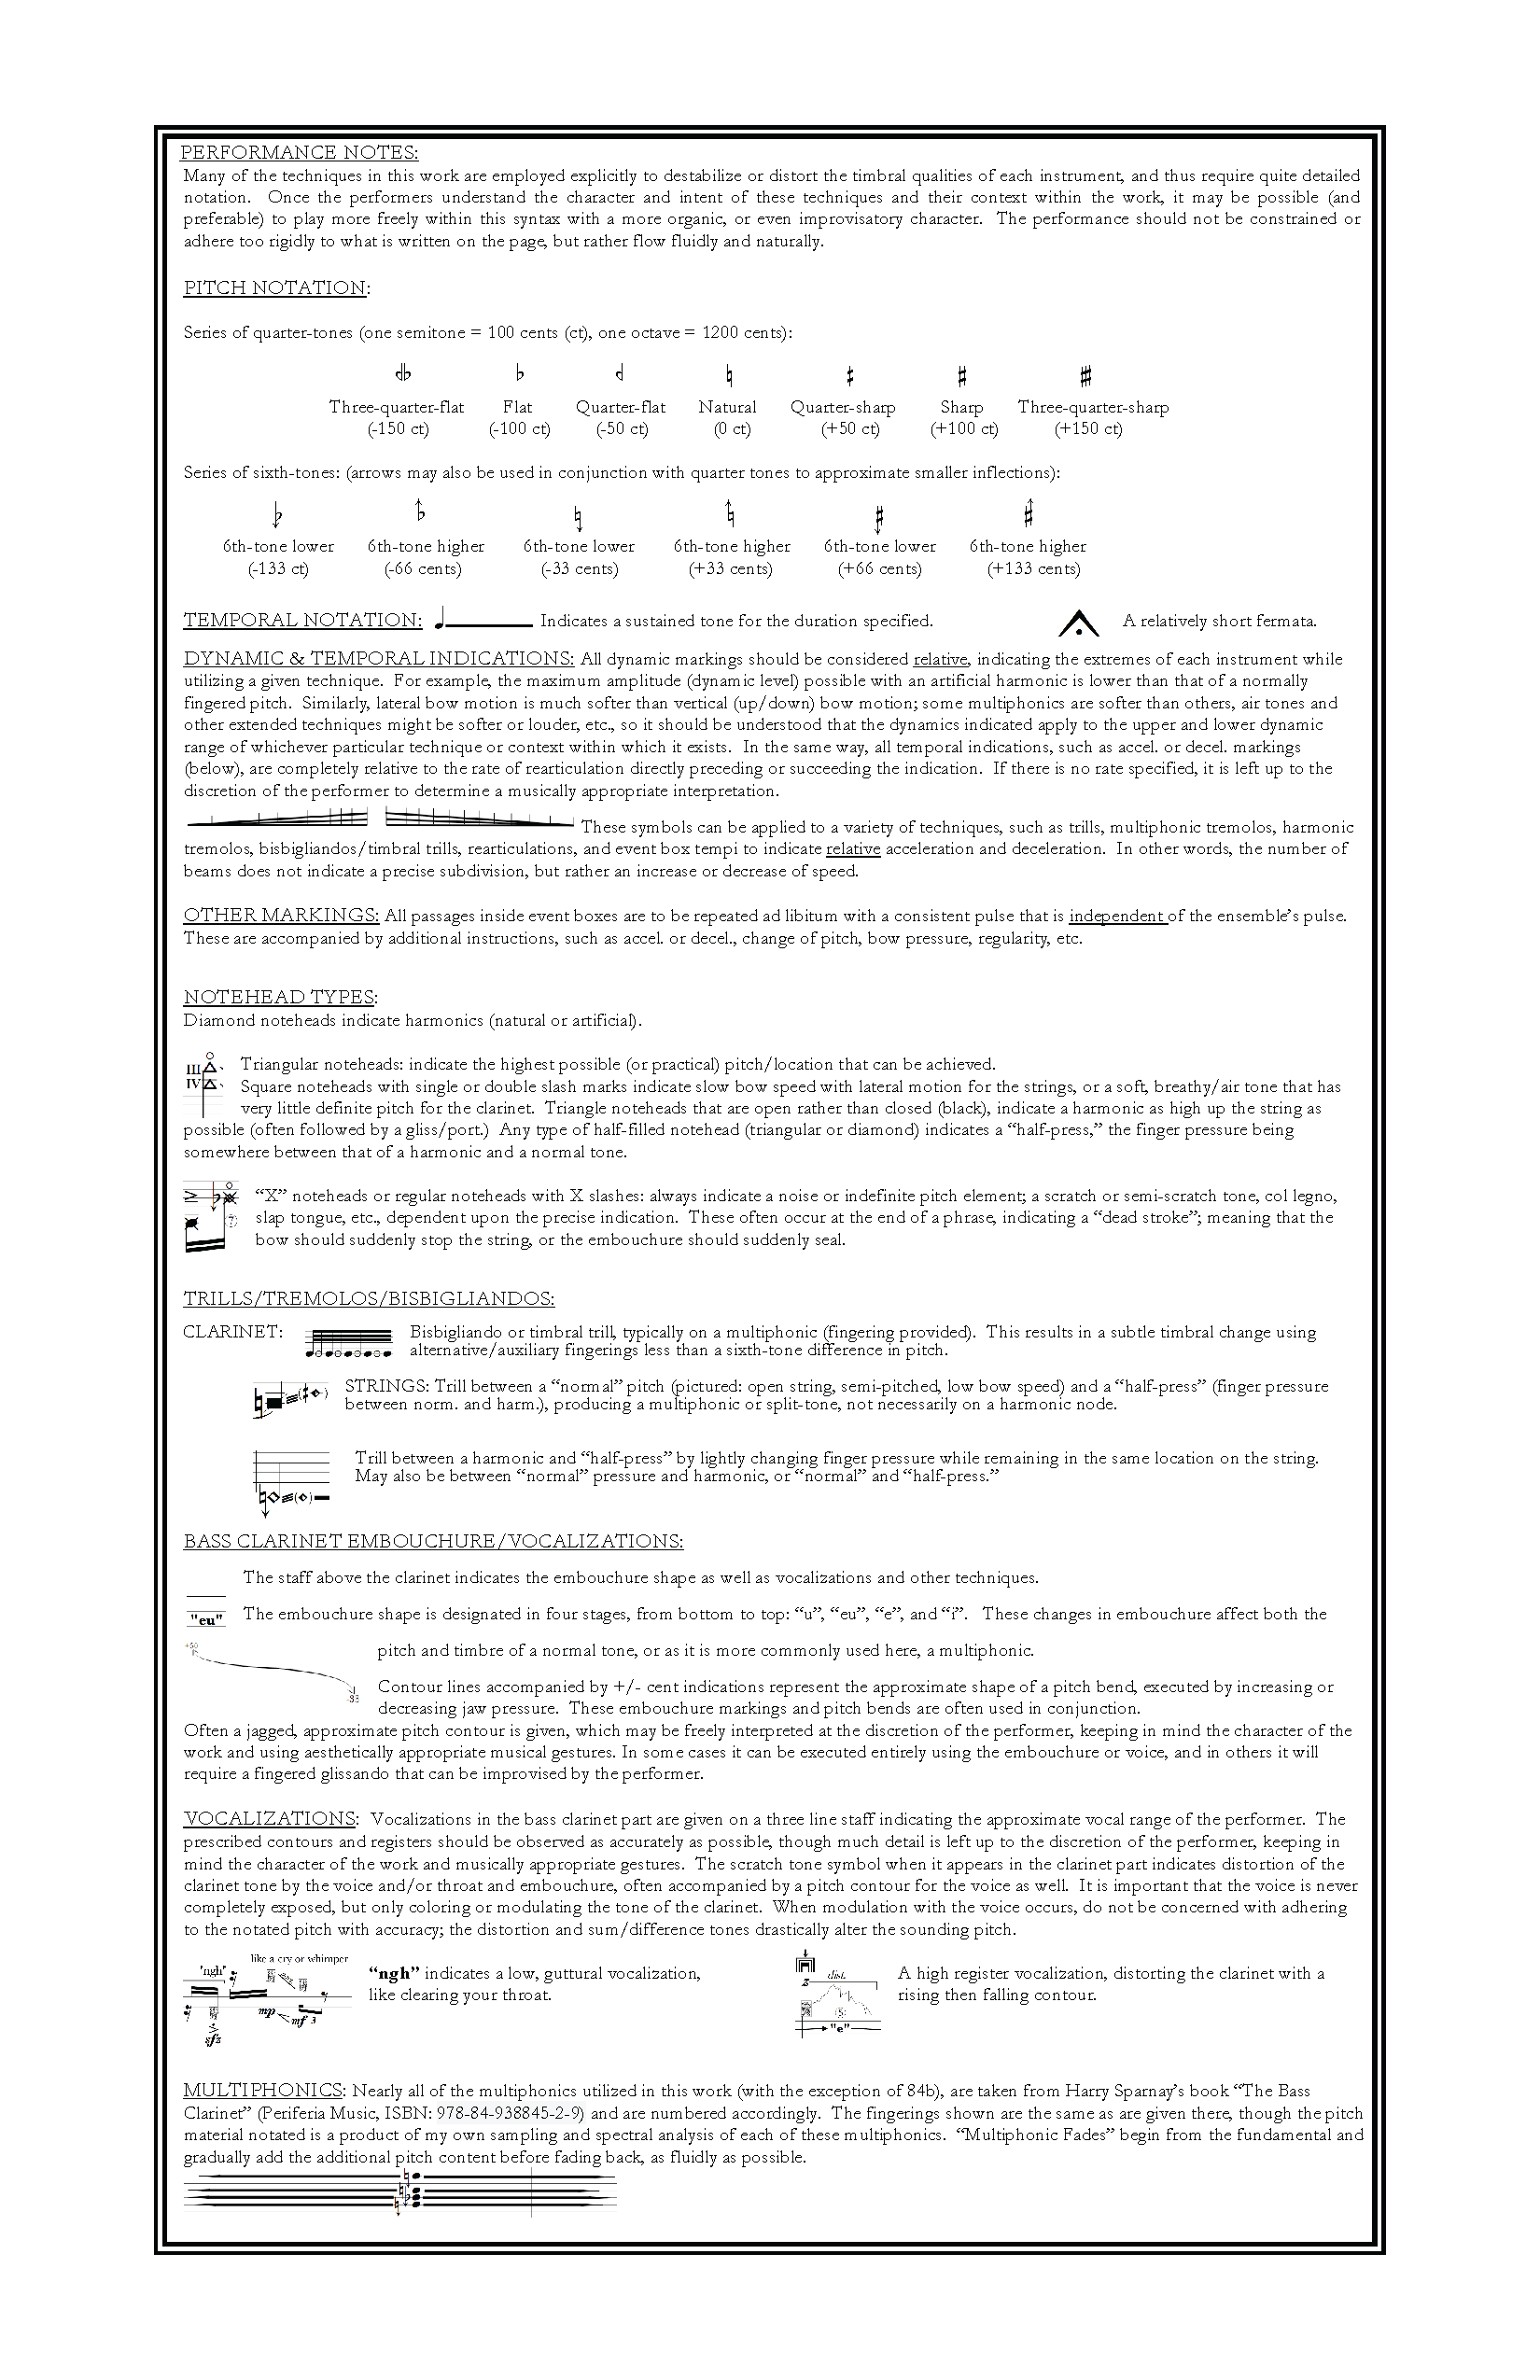 PERFORMANCE NOTES:
Many of the techniques in this work are employed explicitly to destabilize or distort the timbral qualities of each instrument, and thus require quite detailed
notation.  Once the performers understand the character and intent of these techniques and their context within the work, it may be possible (and
preferable) to play more freely within this syntax with a more organic, or even improvisatory character.  The performance should not be constrained or
adhere too rigidly to what is written on the page, but rather flow fluidly and naturally.
PITCH NOTATION:
Series of quarter-tones (one semitone = 100 cents (ct), one octave = 1200 cents):
Three-quarter-flat Flat Quarter-flat Natural Quarter-sharp Sharp Three-quarter-sharp
(-150 ct) (-100 ct) (-50 ct) (0 ct) (+50 ct) (+100 ct) (+150 ct)
Series of sixth-tones: (arrows may also be used in conjunction with quarter tones to approximate smaller inflections):
6th-tone lower 6th-tone higher 6th-tone lower 6th-tone higher 6th-tone lower 6th-tone higher
(-133 ct) (-66 cents) (-33 cents) (+33 cents) (+66 cents) (+133 cents)
TEMPORAL NOTATION: Indicates a sustained tone for the duration specified. A relatively short fermata.
DYNAMIC & TEMPORAL INDICATIONS: All dynamic markings should be considered relative, indicating the extremes of each instrument while
utilizing a given technique.  For example, the maximum amplitude (dynamic level) possible with an artificial harmonic is lower than that of a normally
fingered pitch.  Similarly, lateral bow motion is much softer than vertical (up/down) bow motion; some multiphonics are softer than others, air tones and
other extended techniques might be softer or louder, etc., so it should be understood that the dynamics indicated apply to the upper and lower dynamic
range of whichever particular technique or context within which it exists.  In the same way, all temporal indications, such as accel. or decel. markings
(below), are completely relative to the rate of rearticulation directly preceding or succeeding the indication.  If there is no rate specified, it is left up to the
discretion of the performer to determine a musically appropriate interpretation.
These symbols can be applied to a variety of techniques, such as trills, multiphonic tremolos, harmonic
tremolos, bisbigliandos/timbral trills, rearticulations, and event box tempi to indicate relative acceleration and deceleration.  In other words, the number of
beams does not indicate a precise subdivision, but rather an increase or decrease of speed.
OTHER MARKINGS: All passages inside event boxes are to be repeated ad libitum with a consistent pulse that is independent of the ensemble's pulse.
These are accompanied by additional instructions, such as accel. or decel., change of pitch, bow pressure, regularity, etc.
NOTEHEAD TYPES:
Diamond noteheads indicate harmonics (natural or artificial).
III Triangular noteheads: indicate the highest possible (or practical) pitch/location that can be achieved.
IV Square noteheads with single or double slash marks indicate slow bow speed with lateral motion for the strings, or a soft, breathy/air tone that has
very little definite pitch for the clarinet.  Triangle noteheads that are open rather than closed (black), indicate a harmonic as high up the string as
possible (often followed by a gliss/port.)  Any type of half-filled notehead (triangular or diamond) indicates a “half-press,” the finger pressure being
somewhere between that of a harmonic and a normal tone.
“X” noteheads or regular noteheads with X slashes: always indicate a noise or indefinite pitch element; a scratch or semi-scratch tone, col legno,
slap tongue, etc., dependent upon the precise indication.  These often occur at the end of a phrase, indicating a “dead stroke”; meaning that the
bow should suddenly stop the string, or the embouchure should suddenly seal.
TRILLS/TREMOLOS/BISBIGLIANDOS:
CLARINET: Bisbigliando or timbral trill, typically on a multiphonic (fingering provided).  This results in a subtle timbral change using
alternative/auxiliary fingerings less than a sixth-tone difference in pitch.
STRINGS: Trill between a “normal” pitch (pictured: open string, semi-pitched, low bow speed) and a “half-press” (finger pressure
between norm. and harm.), producing a multiphonic or split-tone, not necessarily on a harmonic node.
Trill between a harmonic and “half-press” by lightly changing finger pressure while remaining in the same location on the string.
May also be between “normal” pressure and harmonic, or “normal” and “half-press.”
BASS CLARINET EMBOUCHURE/VOCALIZATIONS:
The staff above the clarinet indicates the embouchure shape as well as vocalizations and other techniques.
"eu" The embouchure shape is designated in four stages, from bottom to top: “u”, “eu”, “e”, and “i”.   These changes in embouchure affect both the
+50 pitch and timbre of a normal tone, or as it is more commonly used here, a multiphonic.
-33 Contour lines accompanied by +/- cent indications represent the approximate shape of a pitch bend, executed by increasing or
decreasing jaw pressure.  These embouchure markings and pitch bends are often used in conjunction.
Often a jagged, approximate pitch contour is given, which may be freely interpreted at the discretion of the performer, keeping in mind the character of the
work and using aesthetically appropriate musical gestures. In some cases it can be executed entirely using the embouchure or voice, and in others it will
require a fingered glissando that can be improvised by the performer.
VOCALIZATIONS:  Vocalizations in the bass clarinet part are given on a three line staff indicating the approximate vocal range of the performer.  The
prescribed contours and registers should be observed as accurately as possible, though much detail is left up to the discretion of the performer, keeping in
mind the character of the work and musically appropriate gestures.  The scratch tone symbol when it appears in the clarinet part indicates distortion of the
clarinet tone by the voice and/or throat and embouchure, often accompanied by a pitch contour for the voice as well.  It is important that the voice is never
completely exposed, but only coloring or modulating the tone of the clarinet.  When modulation with the voice occurs, do not be concerned with adhering
to the notated pitch with accuracy; the distortion and sum/difference tones drastically alter the sounding pitch.
like a cry or whimper
"ngh" “ngh” indicates a low, guttural vocalization,
like clearing your throat.
mp mf 3
sfz
dist. A high register vocalization, distorting the clarinet with a
rising then falling contour.
5
"e"
MULTIPHONICS: Nearly all of the multiphonics utilized in this work (with the exception of 84b), are taken from Harry Sparnay's book “The Bass
Clarinet” (Periferia Music, ISBN: 978-84-938845-2-9) and are numbered accordingly.  The fingerings shown are the same as are given there, though the pitch
material notated is a product of my own sampling and spectral analysis of each of these multiphonics.  “Multiphonic Fades” begin from the fundamental and
gradually add the additional pitch content before fading back, as fluidly as possible.